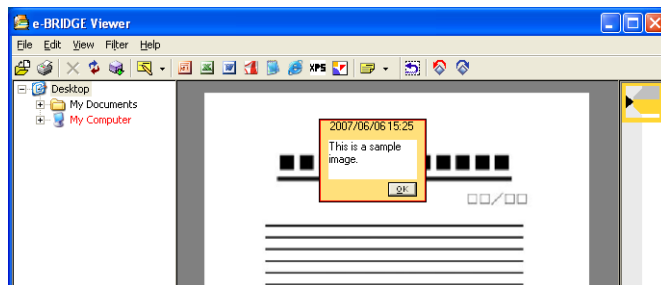 e-BRIDGE Viewer
File Edit View Filter Help
XPS
Desktop
My Documents
My Computer
2007/06/06 15:25
This is a sample
image.
OK
□□/□□